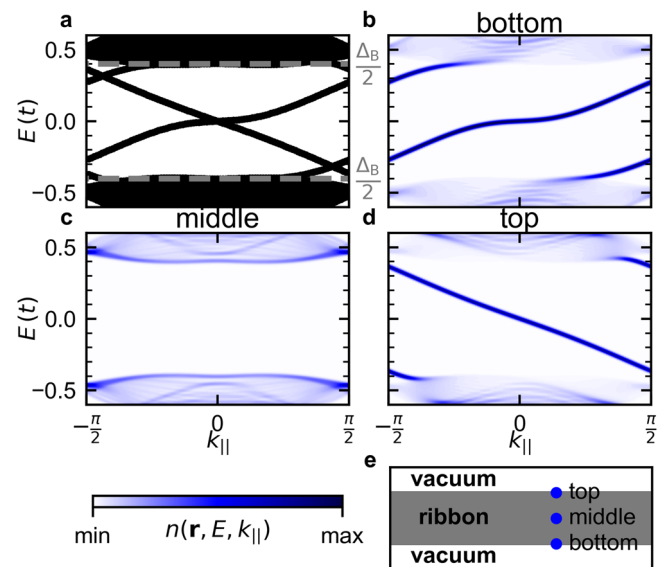 a
b
bottom
E (t)
0.5
0.0
−0.5
Δ_B/2
Δ_B/2
c
middle
d
top
E (t)
0.5
0.0
−0.5
−π/2
0
π/2
k_||
−π/2
0
π/2
k_||
min
n(r, E, k_||)
max
e
vacuum
top
ribbon
middle
bottom
vacuum